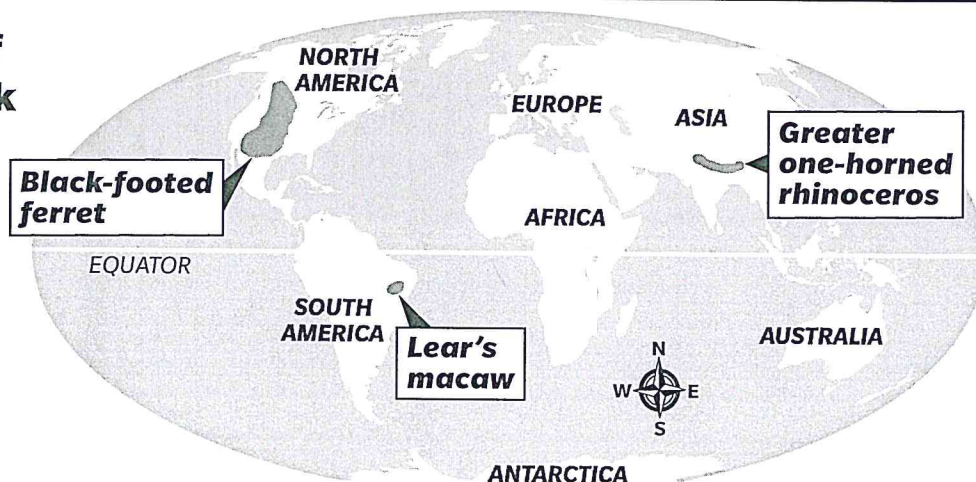 NORTH
AMERICA
EUROPE
ASIA
Greater
one-horned
rhinoceros
Black-footed
ferret
AFRICA
EQUATOR
SOUTH
AMERICA
Lear's
macaw
AUSTRALIA
N
W E
S
ANTARCTICA